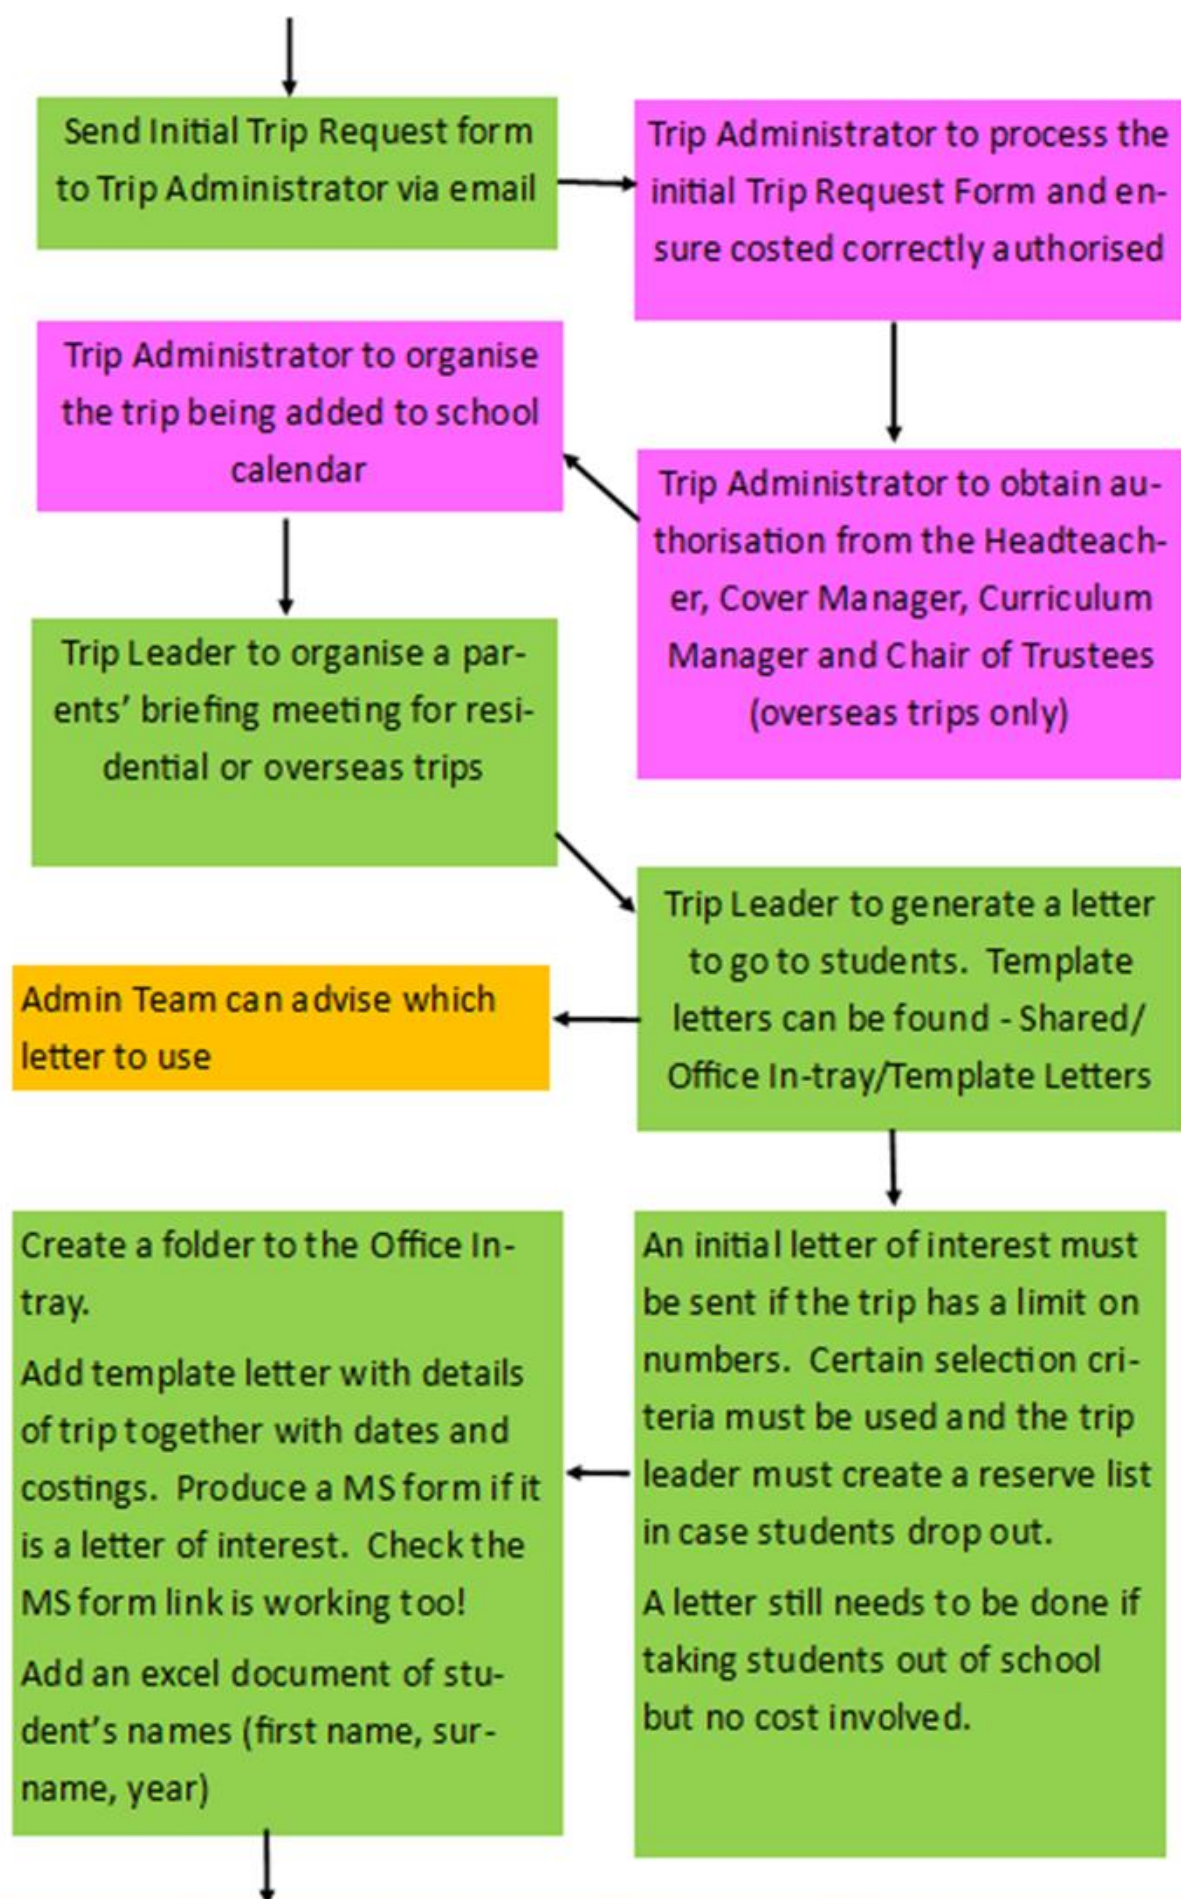 Send Initial Trip Request form
to Trip Administrator via email
Trip Administrator to process the
initial Trip Request Form and en-
sure costed correctly authorised
Trip Administrator to obtain au-
thorisation from the Headteach-
er, Cover Manager, Curriculum
Manager and Chair of Trustees
(overseas trips only)
Trip Administrator to organise
the trip being added to school
calendar
Trip Leader to organise a par-
ents’ briefing meeting for resi-
dential or overseas trips
Trip Leader to generate a letter
to go to students. Template
letters can be found - Shared/
Office In-tray/Template Letters
Admin Team can advise which
letter to use
An initial letter of interest must
be sent if the trip has a limit on
numbers. Certain selection cri-
teria must be used and the trip
leader must create a reserve list
in case students drop out.
A letter still needs to be done if
taking students out of school
but no cost involved.
Create a folder to the Office In-
tray.
Add template letter with details
of trip together with dates and
costings. Produce a MS form if it
is a letter of interest. Check the
MS form link is working too!
Add an excel document of stu-
dent’s names (first name, sur-
name, year)